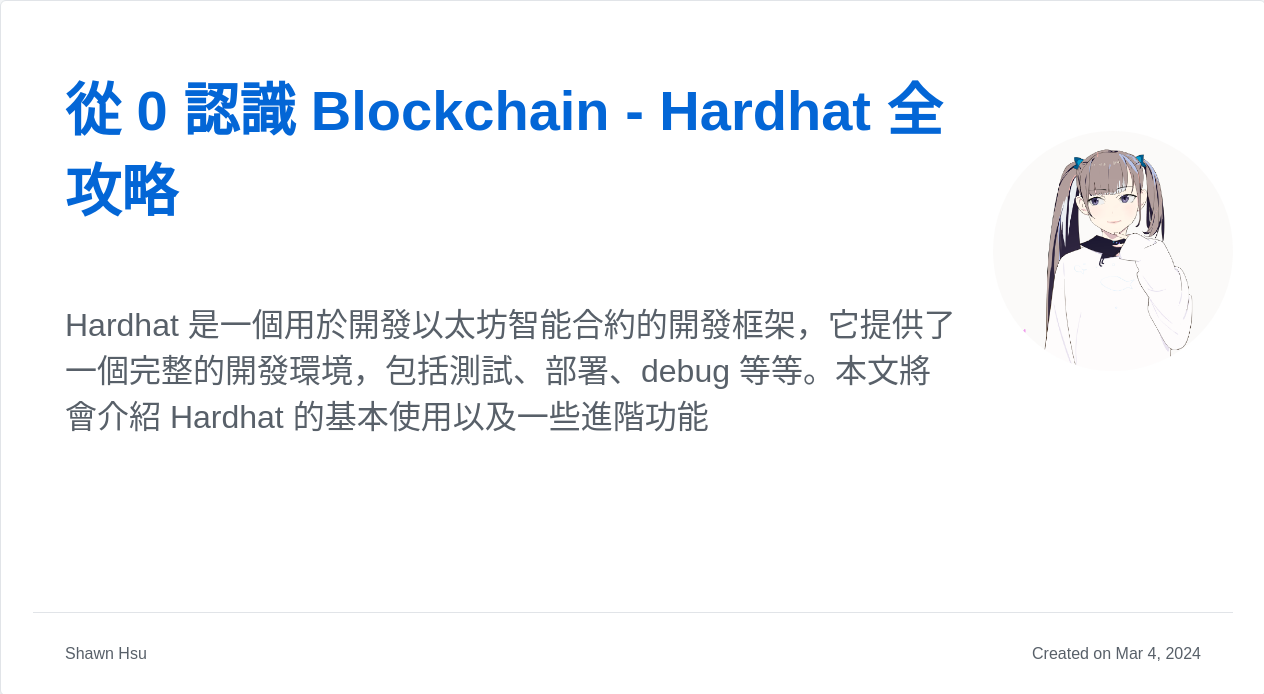 從 0 認識 Blockchain - Hardhat 全
攻略
Hardhat 是一個用於開發以太坊智能合約的開發框架，它提供了
一個完整的開發環境，包括測試、部署、debug 等等。本文將
會介紹 Hardhat 的基本使用以及一些進階功能
Shawn Hsu
Created on Mar 4, 2024